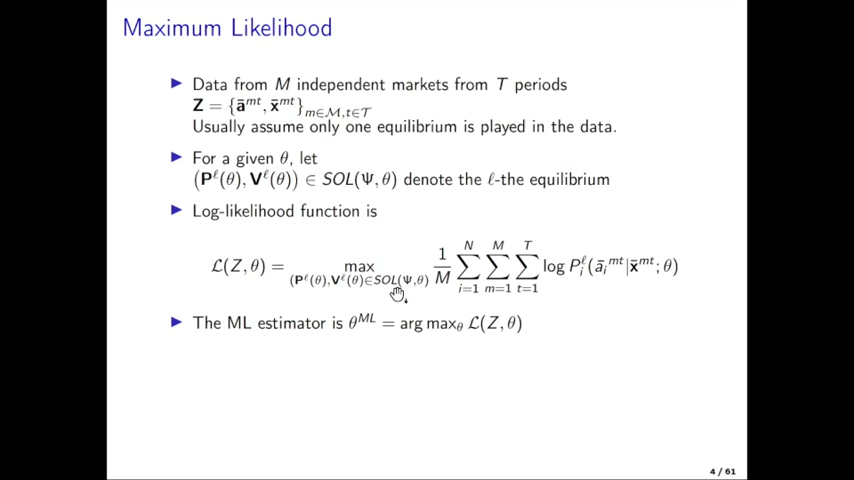 Maximum Likelihood
▶ Data from M independent markets from T periods
Z = {ā^{mt}, x̄^{mt}}_{m∈ℳ,t∈𝒯}
Usually assume only one equilibrium is played in the data.
▶ For a given θ, let
(P^ℓ(θ), V^ℓ(θ)) ∈ SOL(Ψ, θ) denote the ℓ-the equilibrium
▶ Log-likelihood function is
ℒ(Z, θ) = max_{(P^ℓ(θ),V^ℓ(θ)∈SOL(Ψ,θ)} \frac{1}{M} ∑_{i=1}^{N} ∑_{m=1}^{M} ∑_{t=1}^{T} log P_i^ℓ(ā_i^{mt}|x̄^{mt}; θ)
▶ The ML estimator is θ^{ML} = arg max_θ ℒ(Z, θ)
4 / 61